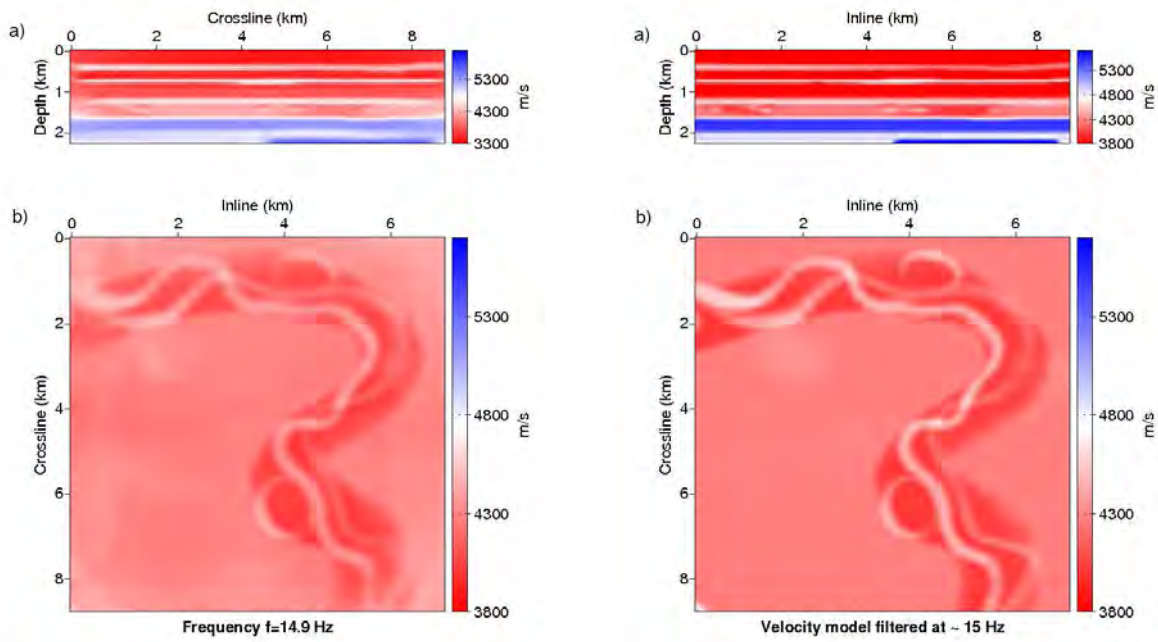 Crossline (km)
a)
0 2 4 6 8
0
1
2
Depth (km)
5300
4300
3300
m/s
Inline (km)
a)
0 2 4 6 8
0
1
2
Depth (km)
5300
4800
4300
3800
m/s
Inline (km)
b)
0 2 4 6
0
2
4
6
8
Crossline (km)
5300
4800
4300
3800
m/s
Frequency f=14.9 Hz
Inline (km)
b)
0 2 4 6
0
2
4
6
8
Crossline (km)
5300
4800
4300
3800
m/s
Velocity model filtered at ~ 15 Hz